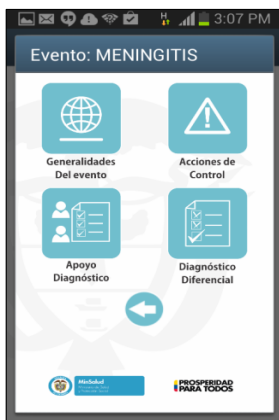 3:07 PM
Evento: MENINGITIS
Generalidades
Del evento
Acciones de
Control
Apoyo
Diagnóstico
Diagnóstico
Diferencial
MinSalud
PROSPERIDAD
PARA TODOS